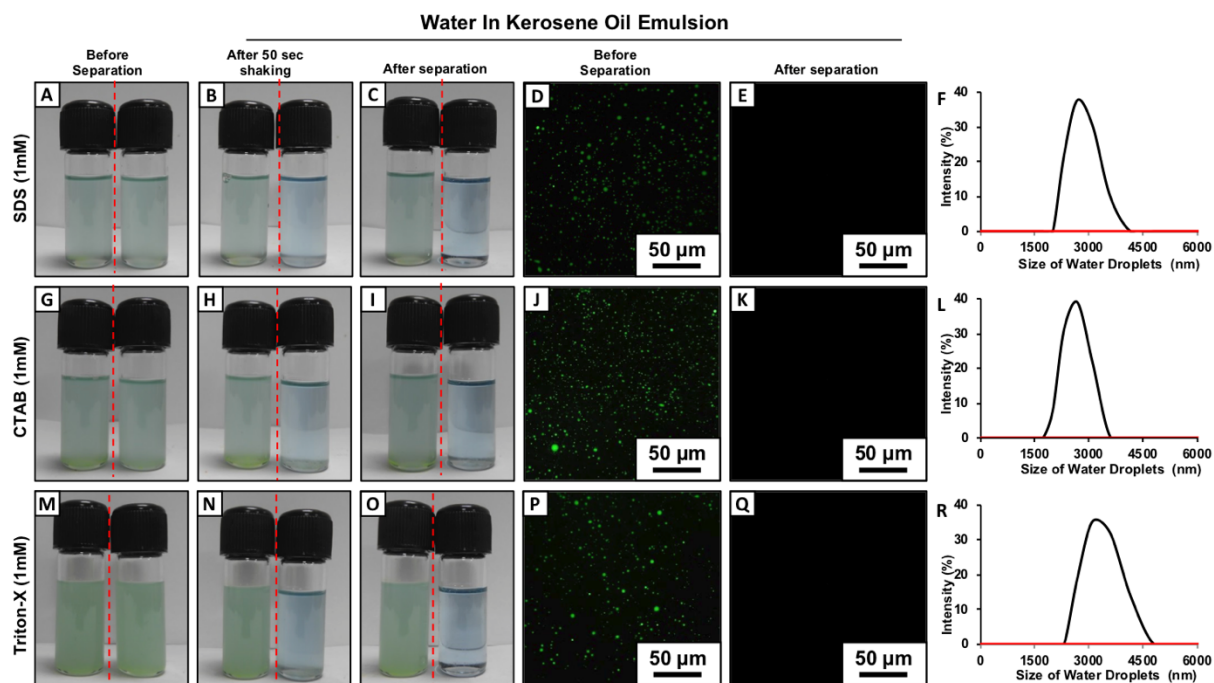 Water In Kerosene Oil Emulsion
Before
Separation
After 50 sec
shaking
After separation
Before
Separation
After separation
SDS (1mM)
A
B
C
D
50 µm
E
50 µm
F
Intensity (%)
40
30
20
10
0
0 1500 3000 4500 6000
Size of Water Droplets (nm)
CTAB (1mM)
G
H
I
J
50 µm
K
50 µm
L
Intensity (%)
40
30
20
10
0
0 1500 3000 4500 6000
Size of Water Droplets (nm)
Triton-X (1mM)
M
N
O
P
50 µm
Q
50 µm
R
Intensity (%)
40
30
20
10
0
0 1500 3000 4500 6000
Size of Water Droplets (nm)